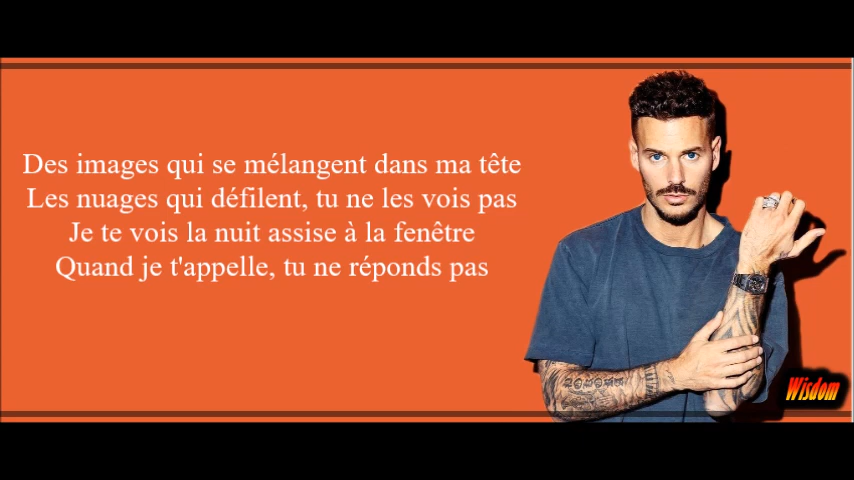 Des images qui se mélangent dans ma tête
Les nuages qui défilent, tu ne les vois pas
Je te vois la nuit assise à la fenêtre
Quand je t'appelle, tu ne réponds pas
Wisdom